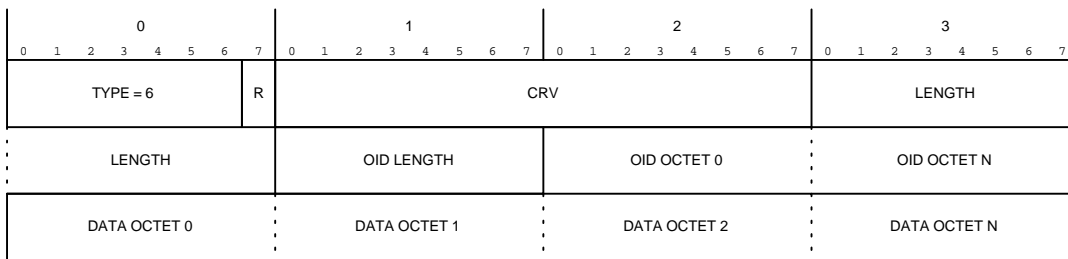 0 1 2 3
0 1 2 3 4 5 6 7 0 1 2 3 4 5 6 7 0 1 2 3 4 5 6 7 0 1 2 3 4 5 6 7
TYPE = 6 R CRV LENGTH
LENGTH OID LENGTH OID OCTET 0 OID OCTET N
DATA OCTET 0 DATA OCTET 1 DATA OCTET 2 DATA OCTET N